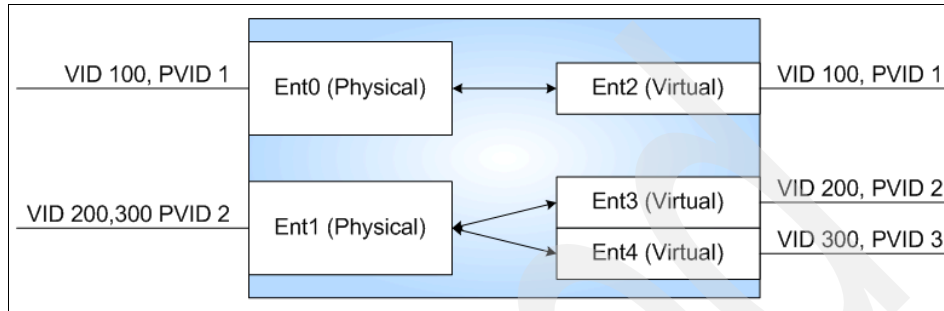 VID 100, PVID 1
Ent0 (Physical)
Ent2 (Virtual)
VID 100, PVID 1
VID 200,300 PVID 2
Ent1 (Physical)
Ent3 (Virtual)
VID 200, PVID 2
Ent4 (Virtual)
VID 300, PVID 3